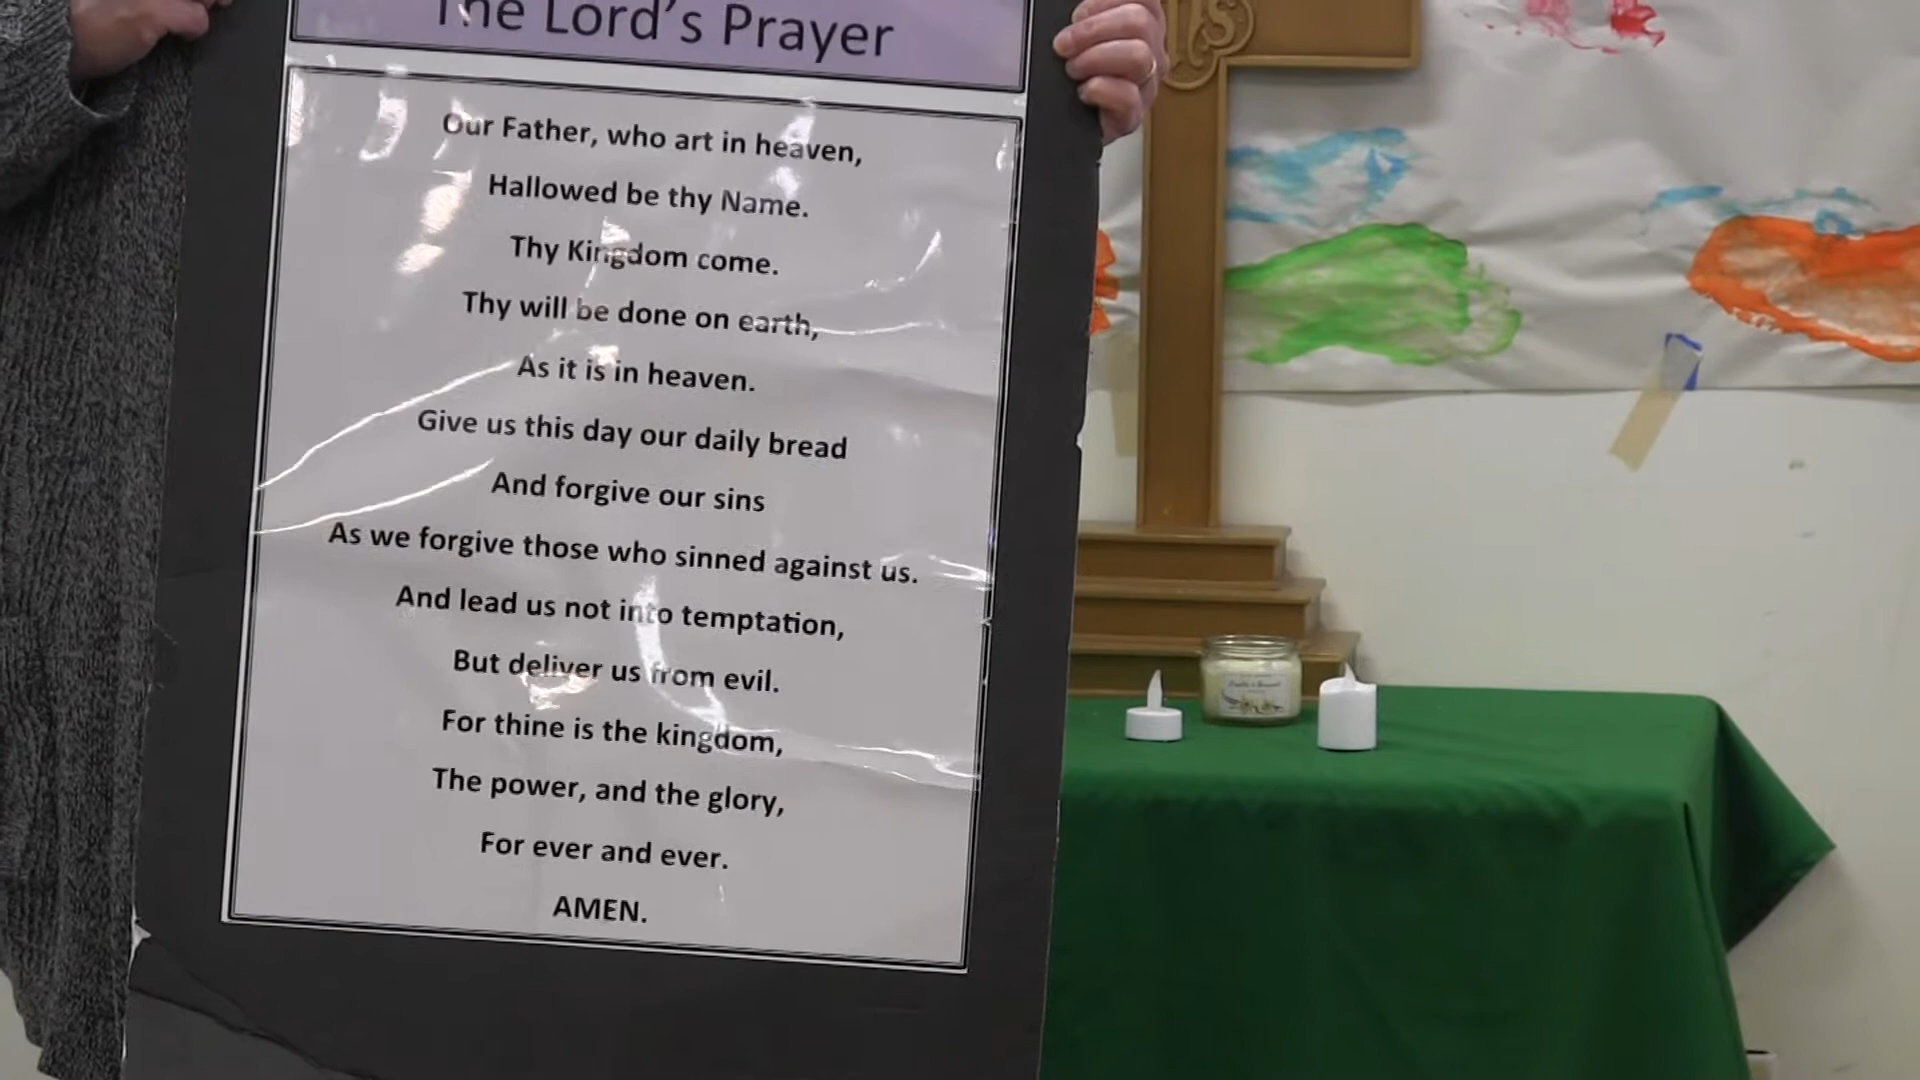 The Lord's Prayer
Our Father, who art in heaven,
Hallowed be thy Name.
Thy Kingdom come.
Thy will be done on earth,
As it is in heaven.
Give us this day our daily bread
And forgive our sins
As we forgive those who sinned against us.
And lead us not into temptation,
But deliver us from evil.
For thine is the kingdom,
The power, and the glory,
For ever and ever.
AMEN.